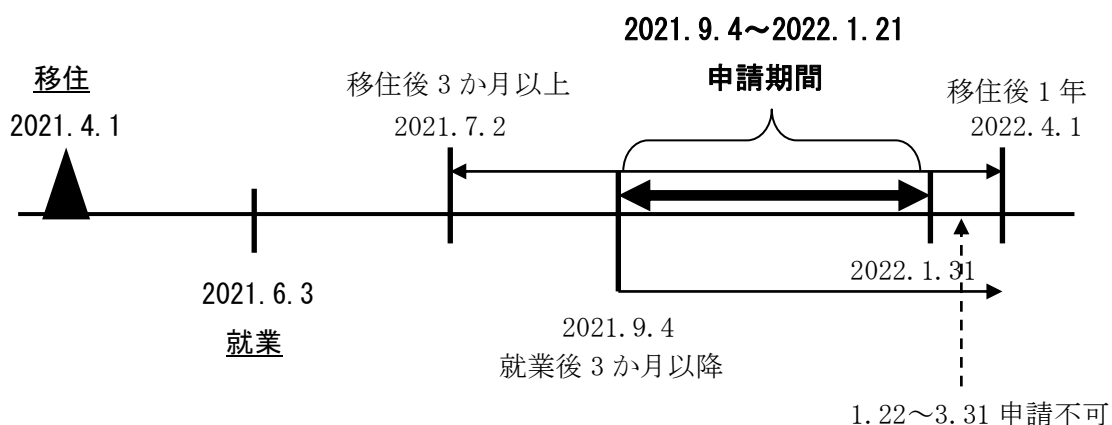 2021.9.4～2022.1.21
申請期間
移住
2021.4.1
移住後3か月以上
2021.7.2
移住後1年
2022.4.1
2021.6.3
就業
2022.1.31
2021.9.4
就業後3か月以降
1.22～3.31申請不可